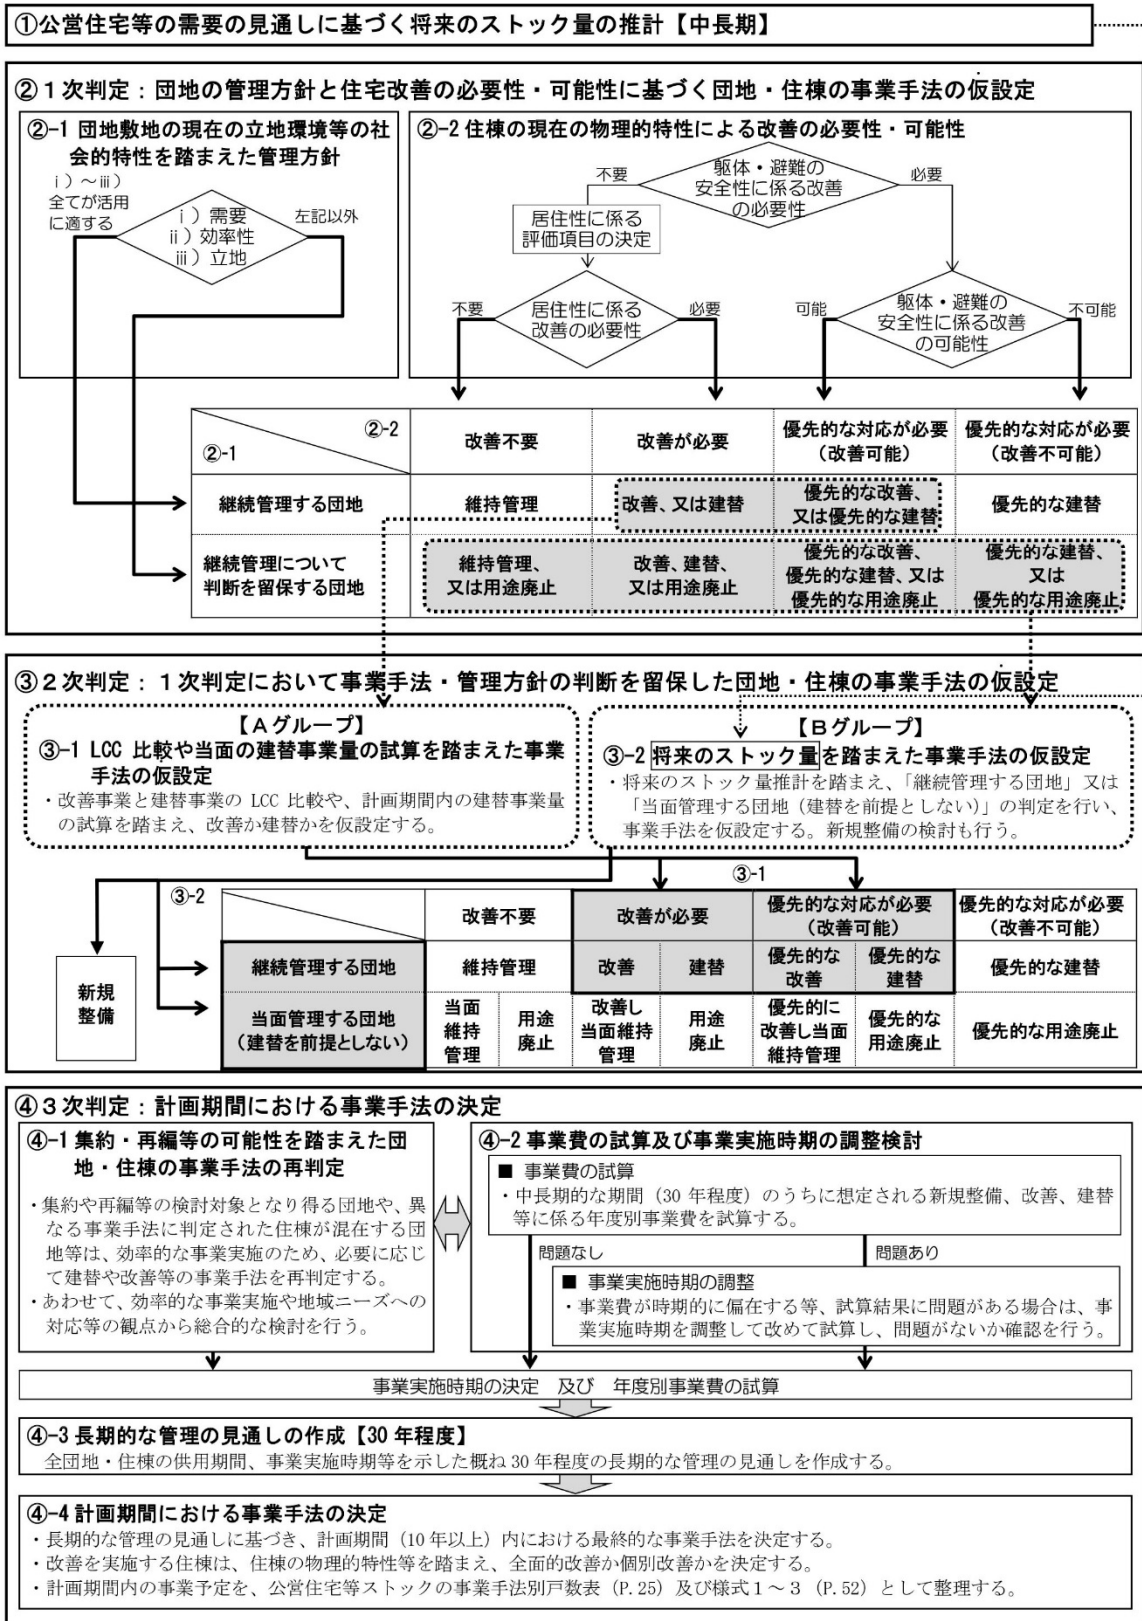 ①公営住宅等の需要の見通しに基づく将来のストック量の推計【中長期】
②１次判定：団地の管理方針と住宅改善の必要性・可能性に基づく団地・住棟の事業手法の仮設定
②-1 団地敷地の現在の立地環境等の社
会的特性を踏まえた管理方針
ⅰ）～ⅲ）
全てが活用
に適する
ⅰ）需要
ⅱ）効率性
ⅲ）立地
左記以外
②-2 住棟の現在の物理的特性による改善の必要性・可能性
不要
躯体・避難の
安全性に係る改善
の必要性
必要
居住性に係る
評価項目の決定
不要
居住性に係る
改善の必要性
必要
可能
躯体・避難の
安全性に係る改善
の可能性
不可能
②-2
②-1
改善不要
改善が必要
優先的な対応が必要
（改善可能）
優先的な対応が必要
（改善不可能）
継続管理する団地
維持管理
改善、又は建替
優先的な改善、
又は優先的な建替
優先的な建替
継続管理について
判断を留保する団地
維持管理、
又は用途廃止
改善、建替、
又は用途廃止
優先的な改善、
優先的な建替、又は
優先的な用途廃止
優先的な建替、
又は
優先的な用途廃止
③２次判定：１次判定において事業手法・管理方針の判断を留保した団地・住棟の事業手法の仮設定
【Ａグループ】
③-1 LCC 比較や当面の建替事業量の試算を踏まえた事業
手法の仮設定
・改善事業と建替事業の LCC 比較や、計画期間内の建替事業量
の試算を踏まえ、改善か建替かを仮設定する。
【Ｂグループ】
③-2 将来のストック量を踏まえた事業手法の仮設定
・将来のストック量推計を踏まえ、「継続管理する団地」又は
「当面管理する団地（建替を前提としない）」の判定を行い、
事業手法を仮設定する。新規整備の検討も行う。
③-1
③-2
新規
整備
改善不要
改善が必要
優先的な対応が必要
（改善可能）
優先的な対応が必要
（改善不可能）
継続管理する団地
維持管理
改善
建替
優先的な
改善
優先的な
建替
優先的な建替
当面管理する団地
（建替を前提としない）
当面
維持
管理
用途
廃止
改善し
当面維持
管理
用途
廃止
優先的に
改善し当面
維持管理
優先的な
用途廃止
優先的な用途廃止
④３次判定：計画期間における事業手法の決定
④-1 集約・再編等の可能性を踏まえた団
地・住棟の事業手法の再判定
・集約や再編等の検討対象となり得る団地や、異
なる事業手法に判定された住棟が混在する団
地等は、効率的な事業実施のため、必要に応じ
て建替や改善等の事業手法を再判定する。
・あわせて、効率的な事業実施や地域ニーズへの
対応等の観点から総合的な検討を行う。
④-2 事業費の試算及び事業実施時期の調整検討
■ 事業費の試算
・中長期的な期間（30 年程度）のうちに想定される新規整備、改善、建替
等に係る年度別事業費を試算する。
問題なし
問題あり
■ 事業実施時期の調整
・事業費が時期的に偏在する等、試算結果に問題がある場合は、事
業実施時期を調整して改めて試算し、問題がないか確認を行う。
事業実施時期の決定　及び　年度別事業費の試算
④-3 長期的な管理の見通しの作成【30 年程度】
全団地・住棟の供用期間、事業実施時期等を示した概ね 30 年程度の長期的な管理の見通しを作成する。
④-4 計画期間における事業手法の決定
・長期的な管理の見通しに基づき、計画期間（10 年以上）内における最終的な事業手法を決定する。
・改善を実施する住棟は、住棟の物理的特性等を踏まえ、全面的改善か個別改善かを決定する。
・計画期間内の事業予定を、公営住宅等ストックの事業手法別戸数表（P.25）及び様式１～３（P.52）として整理する。